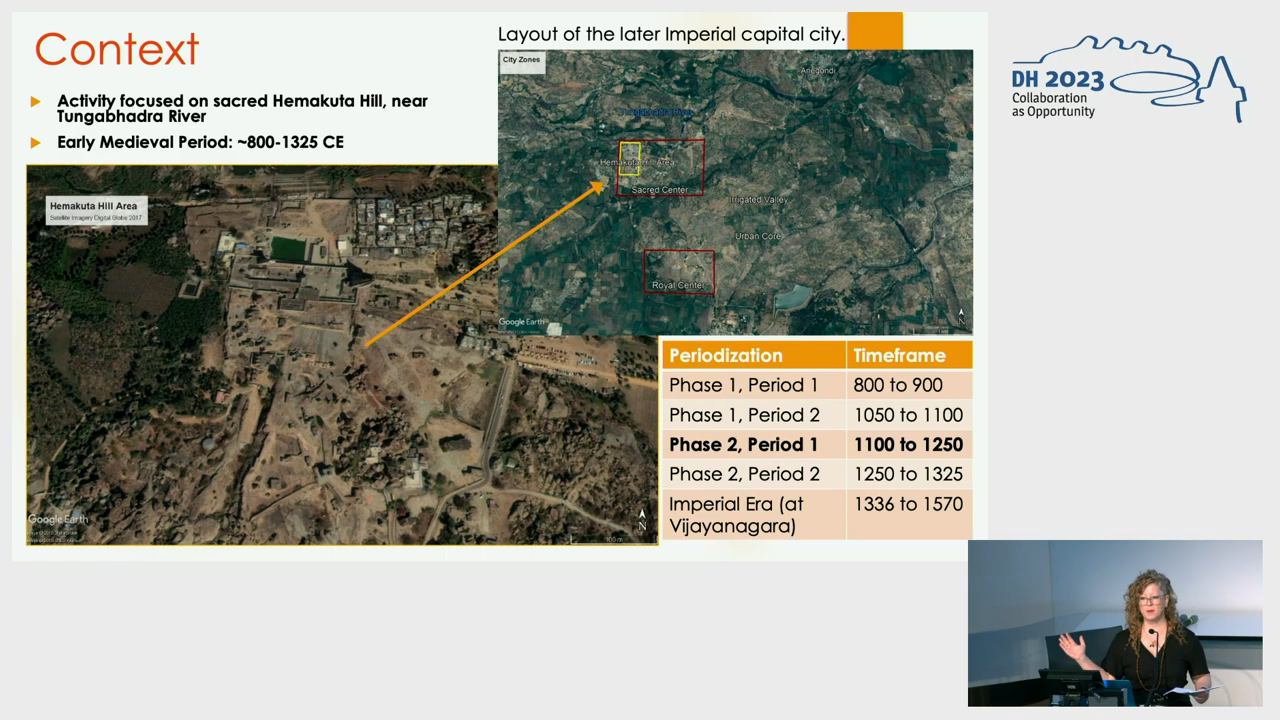 Context
Activity focused on sacred Hemakuta Hill, near
Tungabhadra River
Early Medieval Period: ~800-1325 CE
Hemakuta Hill Area
Satellite Imagery Digital Globe 2017
Google Earth
N
100 m
Layout of the later Imperial capital city.
City Zones
Anegondi
Tungabhadra River
Hemakuta Hill Area
Sacred Center
Irrigated Valley
Urban Core
Royal Center
Google Earth
N
Periodization Timeframe
Phase 1, Period 1 800 to 900
Phase 1, Period 2 1050 to 1100
Phase 2, Period 1 1100 to 1250
Phase 2, Period 2 1250 to 1325
Imperial Era (at 1336 to 1570
Vijayanagara)
DH 2023
Collaboration
as Opportunity